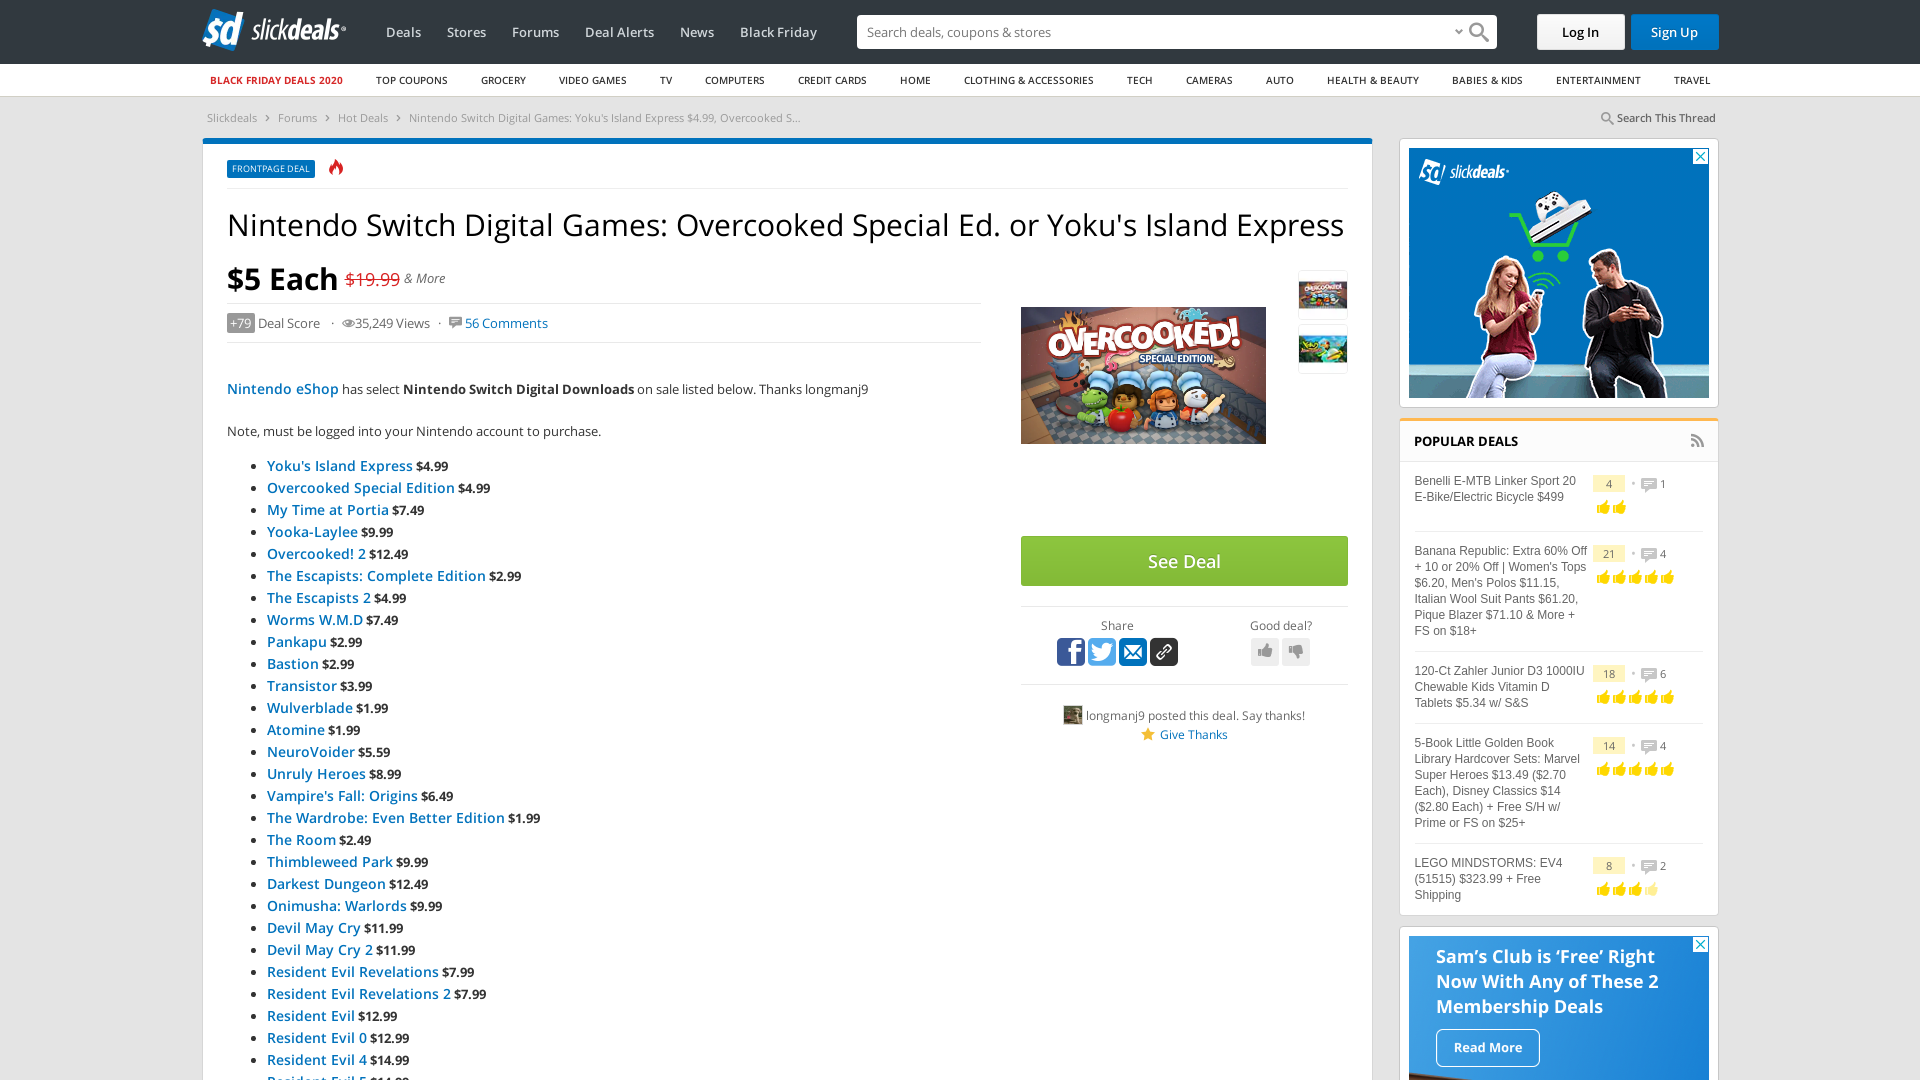 slickdeals
Deals Stores Forums Deal Alerts News Black Friday
Search deals, coupons & shopping
Log In Sign Up
BLACK FRIDAY DEALS 2020 TOP COUPONS GROCERY VIDEO GAMES TV COMPUTERS CREDIT CARDS HOME CLOTHING & ACCESSORIES TECH CAMERAS AUTO HEALTH & BEAUTY BABIES & KIDS ENTERTAINMENT TRAVEL
Slickdeals › Forums › Hot Deals › Nintendo Switch Digital Games: Yoku's Island Express $4.99, Overcooked S...
Search This Thread
FRONTPAGE DEAL
Nintendo Switch Digital Games: Overcooked Special Ed. or Yoku's Island Express
$5 Each $19.99 & More
+79 Deal Score · 35,249 Views · 56 Comments
Nintendo eShop has select Nintendo Switch Digital Downloads on sale listed below. Thanks longmanj9
Note, must be logged into your Nintendo account to purchase.
• Yoku's Island Express $4.99
• Overcooked Special Edition $4.99
• My Time at Portia $7.49
• Yooka-Laylee $9.99
• Overcooked! 2 $12.49
• The Escapists: Complete Edition $2.99
• The Escapists 2 $4.99
• Worms W.M.D $7.49
• Pankapu $2.99
• Bastion $2.99
• Transistor $3.99
• Wulverblade $1.99
• Atomine $1.99
• NeuroVoider $5.59
• Unruly Heroes $8.99
• Vampire's Fall: Origins $6.49
• The Wardrobe: Even Better Edition $1.99
• The Room $2.49
• Thimbleweed Park $9.99
• Darkest Dungeon $12.49
• Onimusha: Warlords $9.99
• Devil May Cry $11.99
• Devil May Cry 2 $11.99
• Resident Evil Revelations $7.99
• Resident Evil Revelations 2 $7.99
• Resident Evil $12.99
• Resident Evil 0 $12.99
• Resident Evil 4 $14.99
• Resident Evil 5 $14.99
OVERCOOKED!
SPECIAL EDITION
OVERCOOKED!
See Deal
Share
Good deal?
longmanj9 posted this deal. Say thanks!
Give Thanks
slickdeals
POPULAR DEALS
Benelli E-MTB Linker Sport 20
E-Bike/Electric Bicycle $499
4 • 1
Banana Republic: Extra 60% Off
+ 10 or 20% Off | Women's Tops
$6.20, Men's Polos $11.15,
Italian Wool Suit Pants $61.20,
Pique Blazer $71.10 & More +
FS on $18+
21 • 4
120-Ct Zahler Junior D3 1000IU
Chewable Kids Vitamin D
Tablets $5.34 w/ S&S
18 • 6
5-Book Little Golden Book
Library Hardcover Sets: Marvel
Super Heroes $13.49 ($2.70
Each), Disney Classics $14
($2.80 Each) + Free S/H w/
Prime or FS on $25+
14 • 4
LEGO MINDSTORMS: EV4
(51515) $323.99 + Free
Shipping
8 • 2
Sam's Club is 'Free' Right
Now With Any of These 2
Membership Deals
Read More